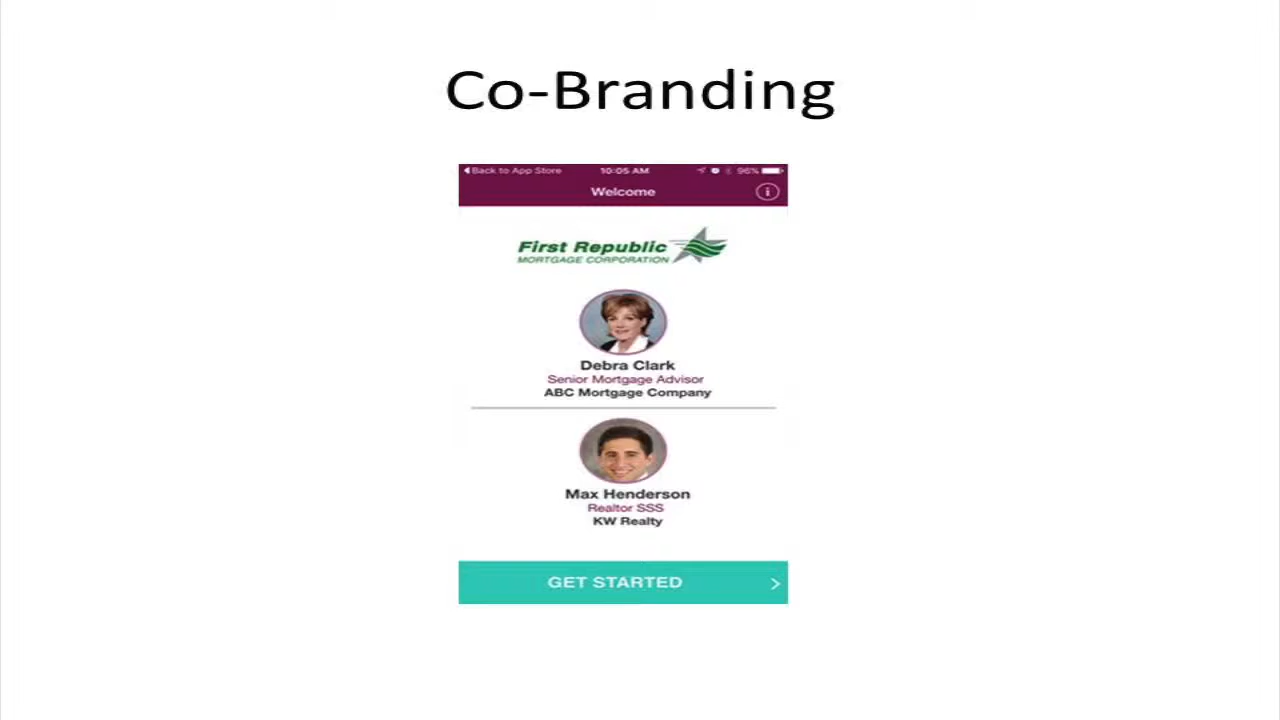 Co-Branding
Back to App Store 10:05 AM 96%
Welcome
First Republic
MORTGAGE CORPORATION
Debra Clark
Senior Mortgage Advisor
ABC Mortgage Company
Max Henderson
Realtor SSS
KW Realty
GET STARTED